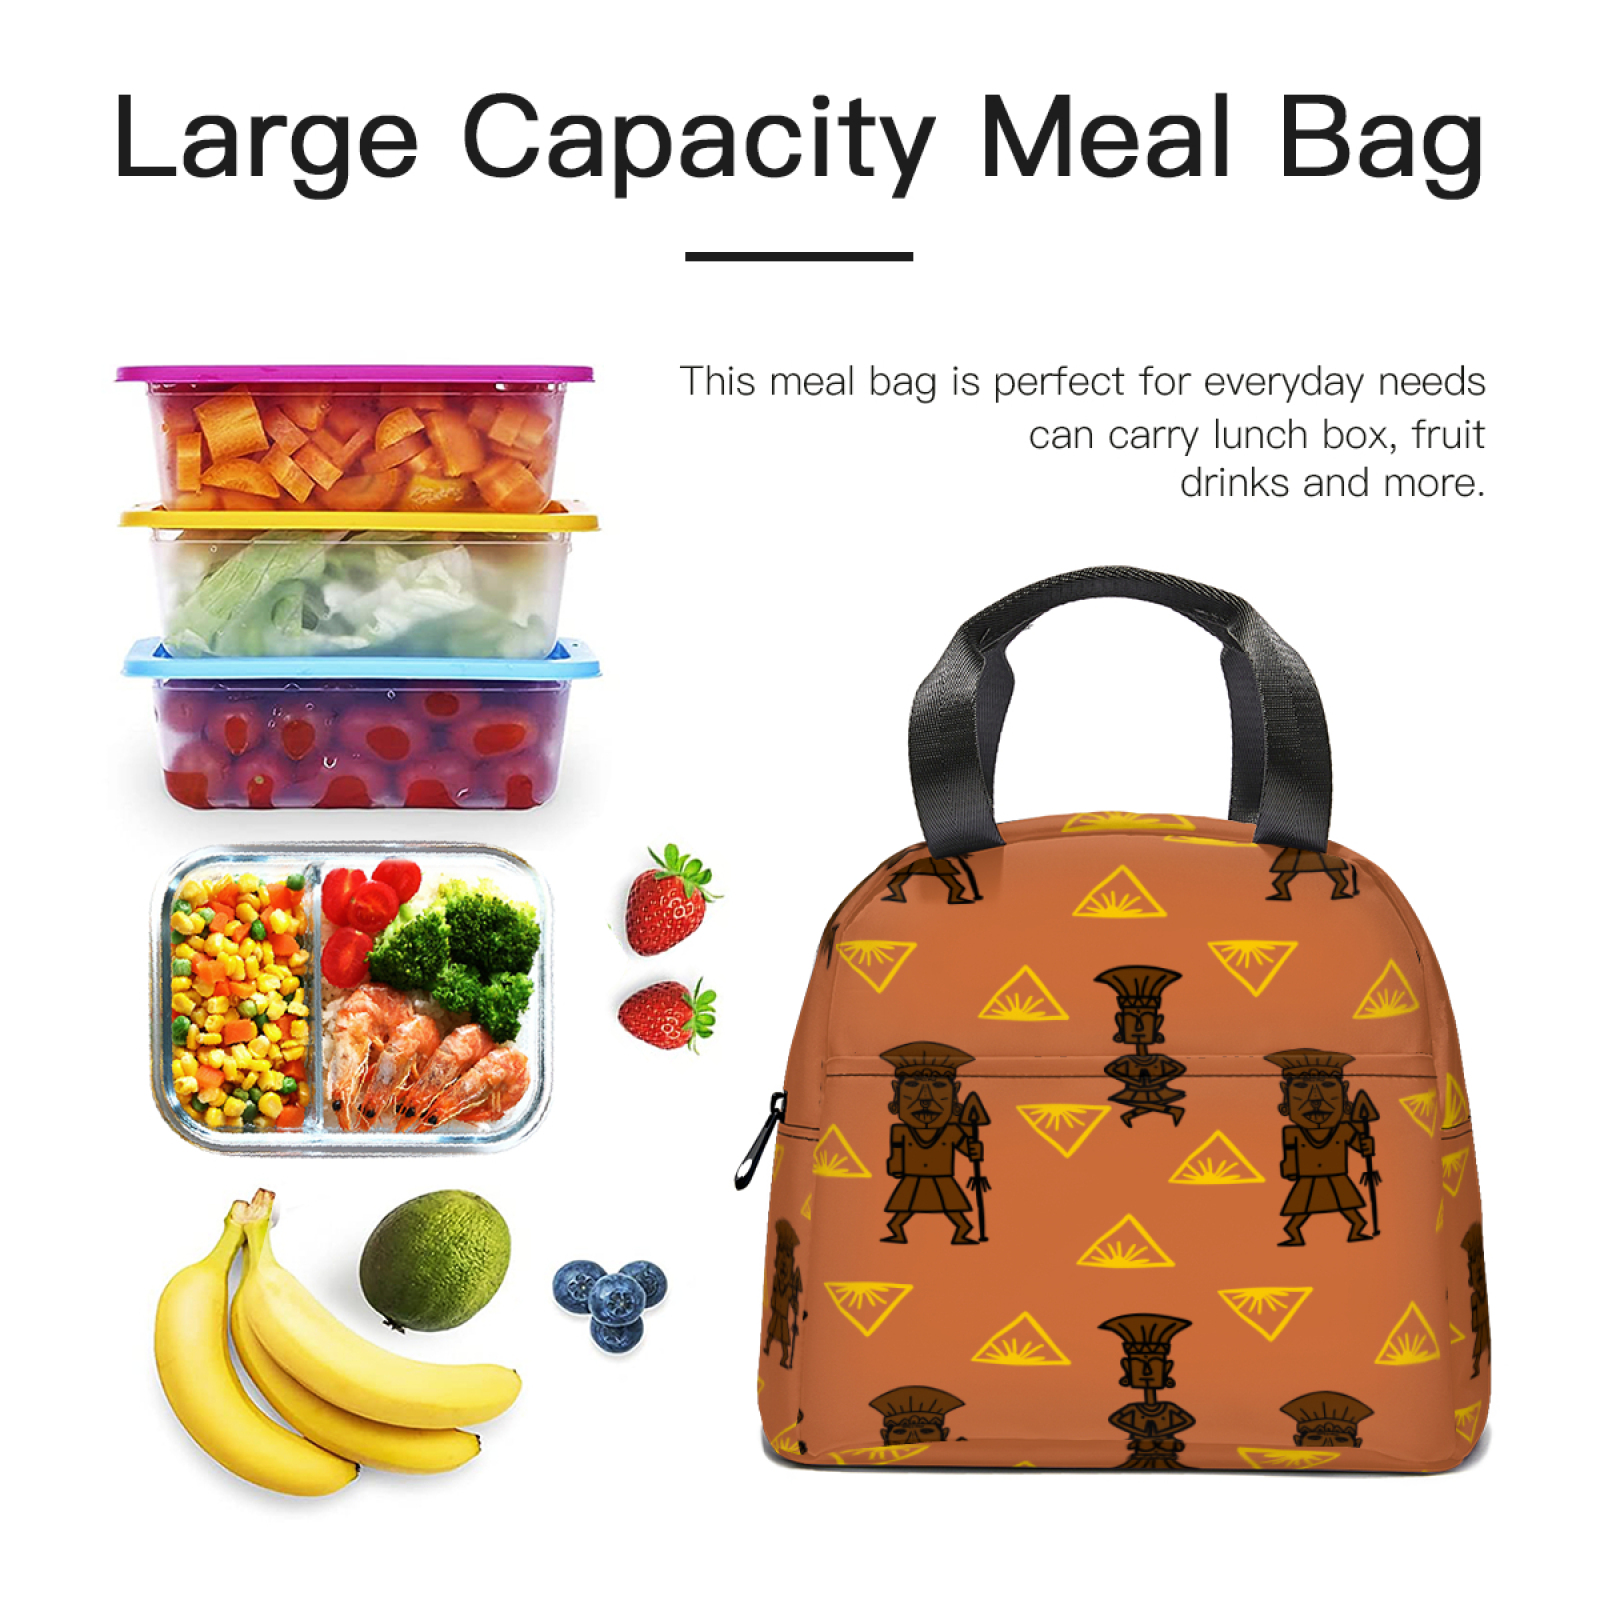 Large Capacity Meal Bag
This meal bag is perfect for everyday needs
can carry lunch box, fruit
drinks and more.